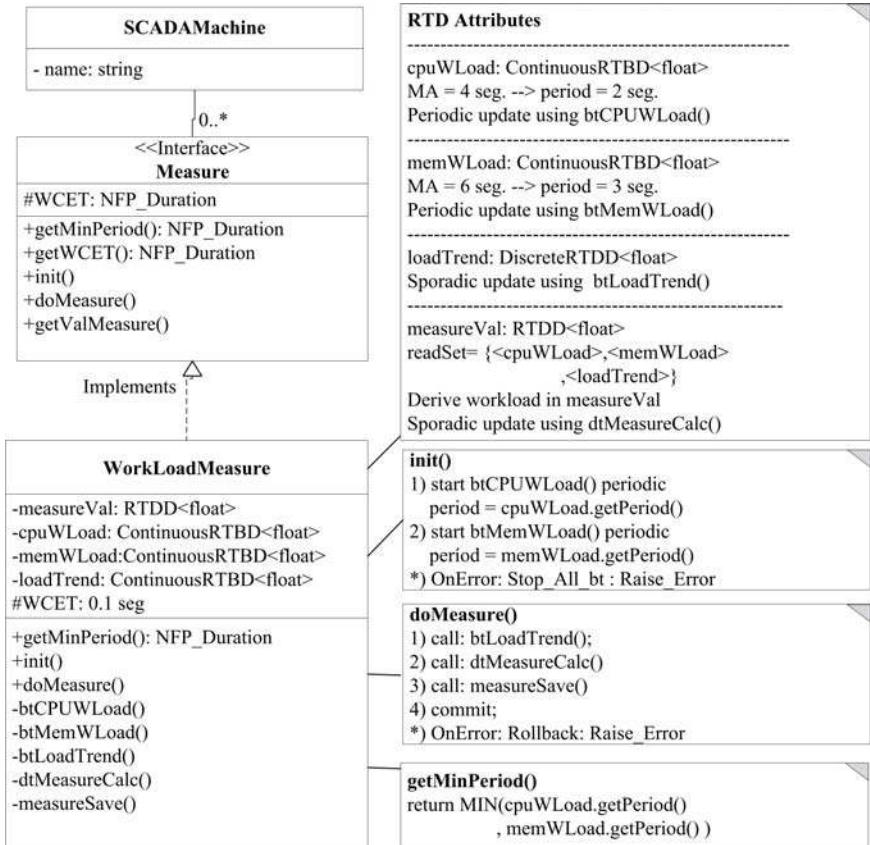 SCADAMachine
- name: string
0..*
<<Interface>>
Measure
#WCET: NFP_Duration
+getMinPeriod(): NFP_Duration
+getWCET(): NFP_Duration
+init()
+doMeasure()
+getValMeasure()
Implements
WorkLoadMeasure
-measureVal: RTDD<float>
-cpuWLoad: ContinuousRTBD<float>
-memWLoad:ContinuousRTBD<float>
-loadTrend: ContinuousRTBD<float>
#WCET: 0.1 seg
+getMinPeriod(): NFP_Duration
+init()
+doMeasure()
-btCPUWLoad()
-btMemWLoad()
-btLoadTrend()
-dtMeasureCalc()
-measureSave()
RTD Attributes
----------------------------------------------------------
cpuWLoad: ContinuousRTBD<float>
MA = 4 seg. --> period = 2 seg.
Periodic update using btCPUWLoad()
----------------------------------------------------------
memWLoad: ContinuousRTBD<float>
MA = 6 seg. --> period = 3 seg.
Periodic update using btMemWLoad()
----------------------------------------------------------
loadTrend: DiscreteRTDD<float>
Sporadic update using btLoadTrend()
---------------------------------------------------------
measureVal: RTDD<float>
readSet= {<cpuWLoad>,<memWLoad>
,<loadTrend>}
Derive workload in measureVal
Sporadic update using dtMeasureCalc()
init()
1) start btCPUWLoad() periodic
period = cpuWLoad.getPeriod()
2) start btMemWLoad() periodic
period = memWLoad.getPeriod()
*) OnError: Stop_All_bt : Raise_Error
doMeasure()
1) call: btLoadTrend();
2) call: dtMeasureCalc()
3) call: measureSave()
4) commit;
*) OnError: Rollback: Raise_Error
getMinPeriod()
return MIN(cpuWLoad.getPeriod()
, memWLoad.getPeriod() )